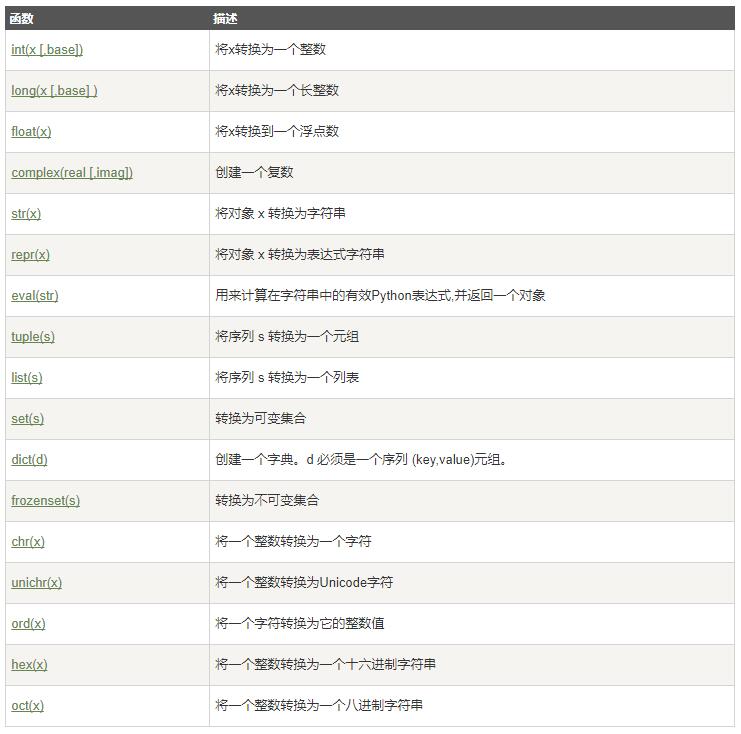 函数 描述
int(x [,base]) 将x转换为一个整数
long(x [,base] ) 将x转换为一个长整数
float(x) 将x转换到一个浮点数
complex(real [,imag]) 创建一个复数
str(x) 将对象 x 转换为字符串
repr(x) 将对象 x 转换为表达式字符串
eval(str) 用来计算在字符串中的有效Python表达式,并返回一个对象
tuple(s) 将序列 s 转换为一个元组
list(s) 将序列 s 转换为一个列表
set(s) 转换为可变集合
dict(d) 创建一个字典。d 必须是一个序列 (key,value)元组。
frozenset(s) 转换为不可变集合
chr(x) 将一个整数转换为一个字符
unichr(x) 将一个整数转换为Unicode字符
ord(x) 将一个字符转换为它的整数值
hex(x) 将一个整数转换为一个十六进制字符串
oct(x) 将一个整数转换为一个八进制字符串